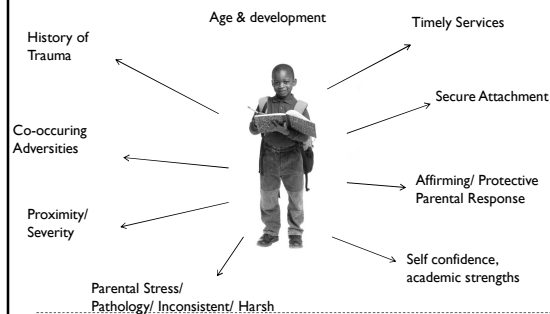 Age & development
Timely Services
History of
Trauma
Secure Attachment
Co-occuring
Adversities
Affirming/ Protective
Parental Response
Proximity/
Severity
Self confidence,
academic strengths
Parental Stress/
Pathology/ Inconsistent/ Harsh